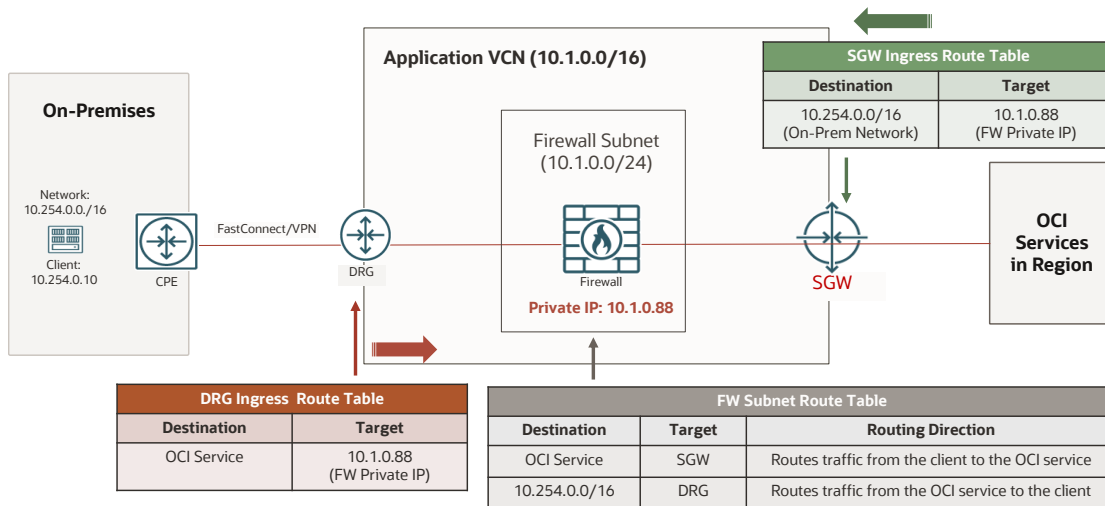 Application VCN (10.1.0.0/16)
SGW Ingress Route Table
Destination Target
10.254.0.0/16 10.1.0.88
(On-Prem Network) (FW Private IP)
On-Premises
Network:
10.254.0.0./16
Client:
10.254.0.10
CPE
FastConnect/VPN
DRG
Firewall Subnet
(10.1.0.0/24)
Firewall
Private IP: 10.1.0.88
SGW
OCI
Services
in Region
DRG Ingress Route Table
Destination Target
OCI Service 10.1.0.88
(FW Private IP)
FW Subnet Route Table
Destination Target Routing Direction
OCI Service SGW Routes traffic from the client to the OCI service
10.254.0.0/16 DRG Routes traffic from the OCI service to the client